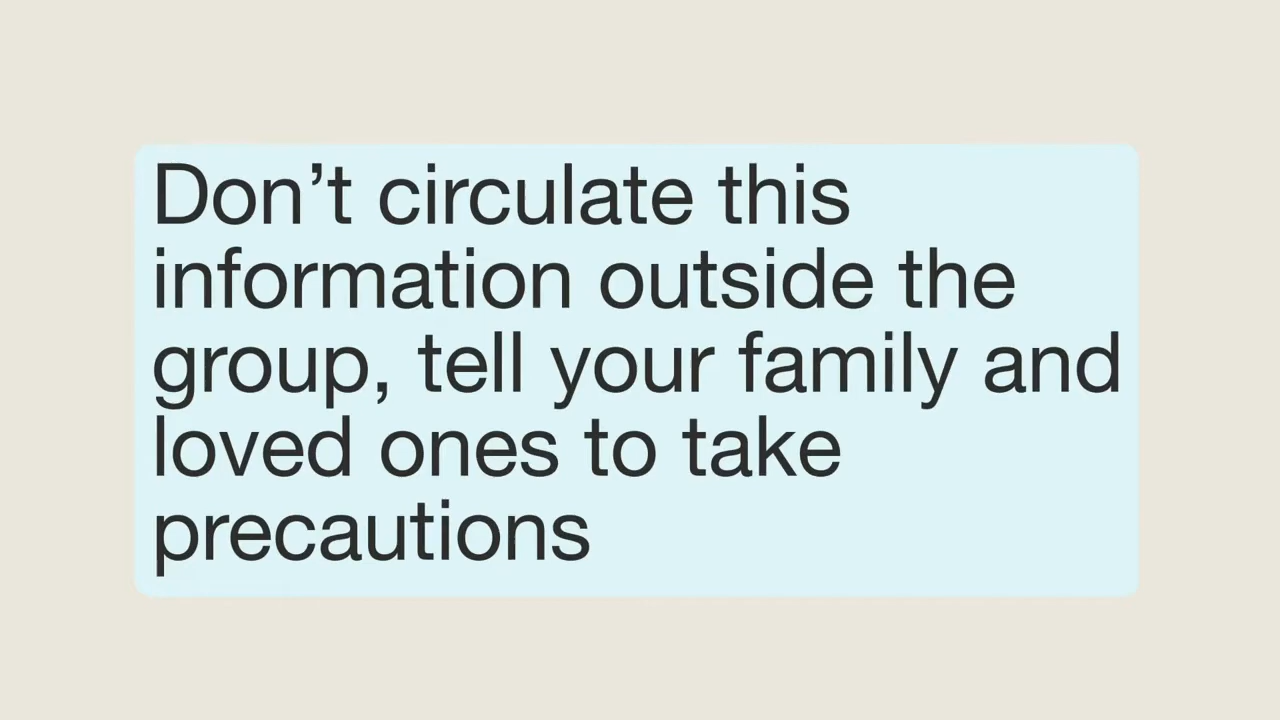 Don’t circulate this
information outside the
group, tell your family and
loved ones to take
precautions